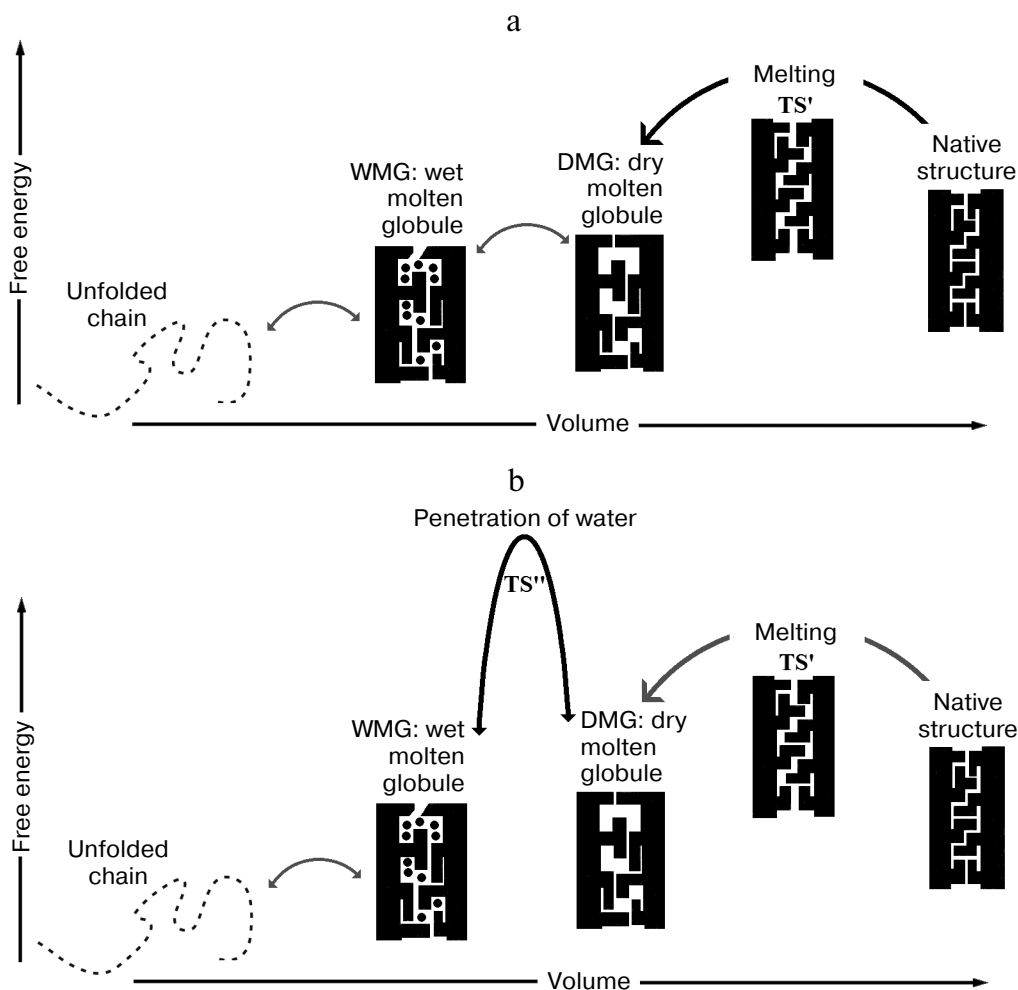 a
Melting
TS'
Native
structure
WMG: wet
molten
globule
DMG: dry
molten
globule
Free energy
Unfolded
chain
Volume
b
Penetration of water
TS''
Melting
TS'
Native
structure
WMG: wet
molten
globule
DMG: dry
molten
globule
Free energy
Unfolded
chain
Volume